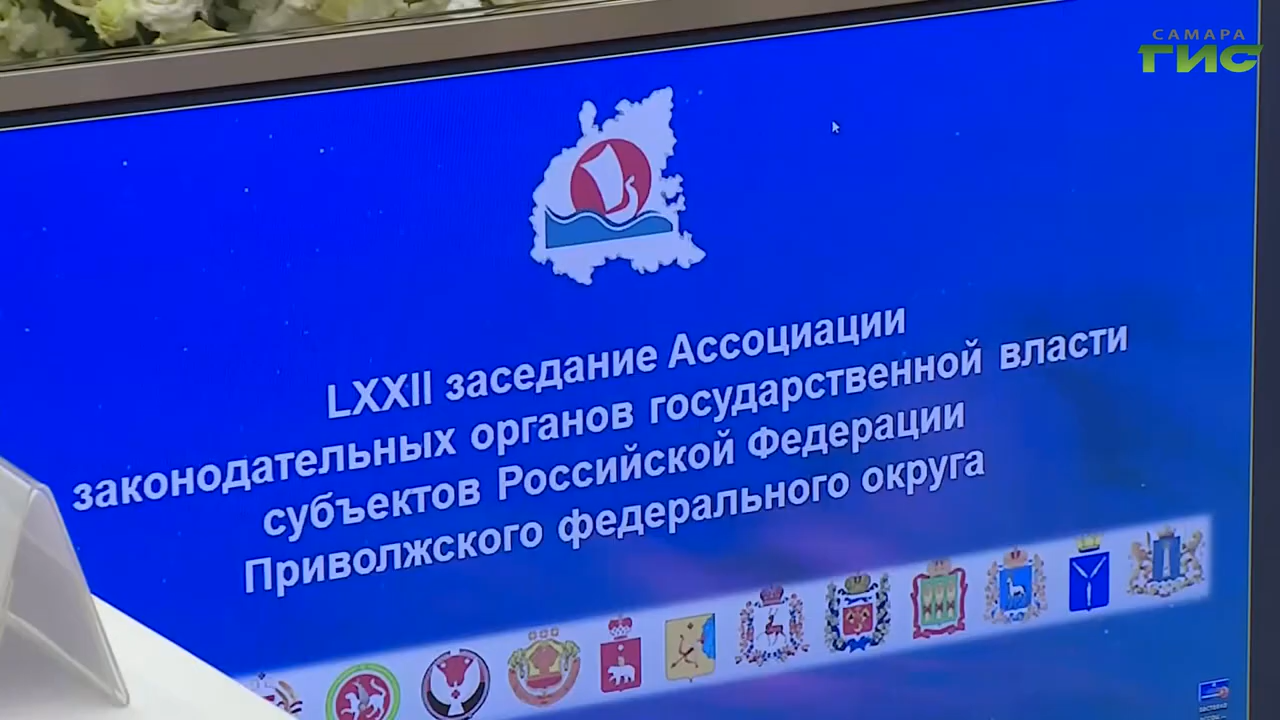 САМАРА
ГИС
LXXII заседание Ассоциации
законодательных органов государственной власти
субъектов Российской Федерации
Приволжского федерального округа